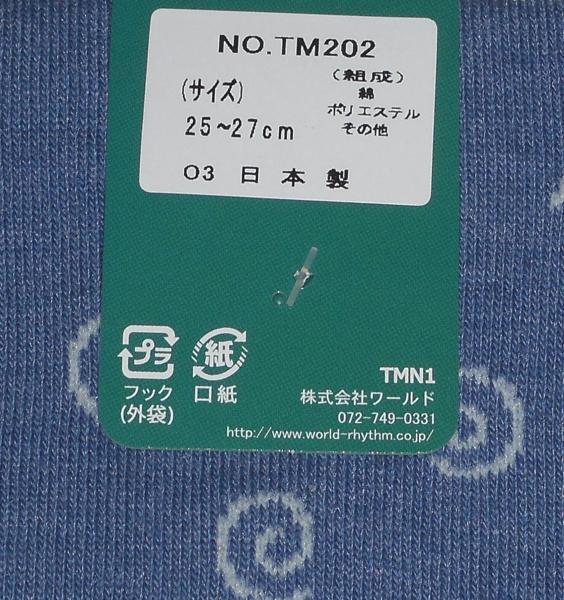 NO.TM202
(サイズ)
25~27cm
(組成)
綿
ポリエステル
その他
03 日本製
プラ
フック
(外袋)
紙
口紙
TMN1
株式会社ワールド
072-749-0331
http://www.world-rhythm.co.jp/